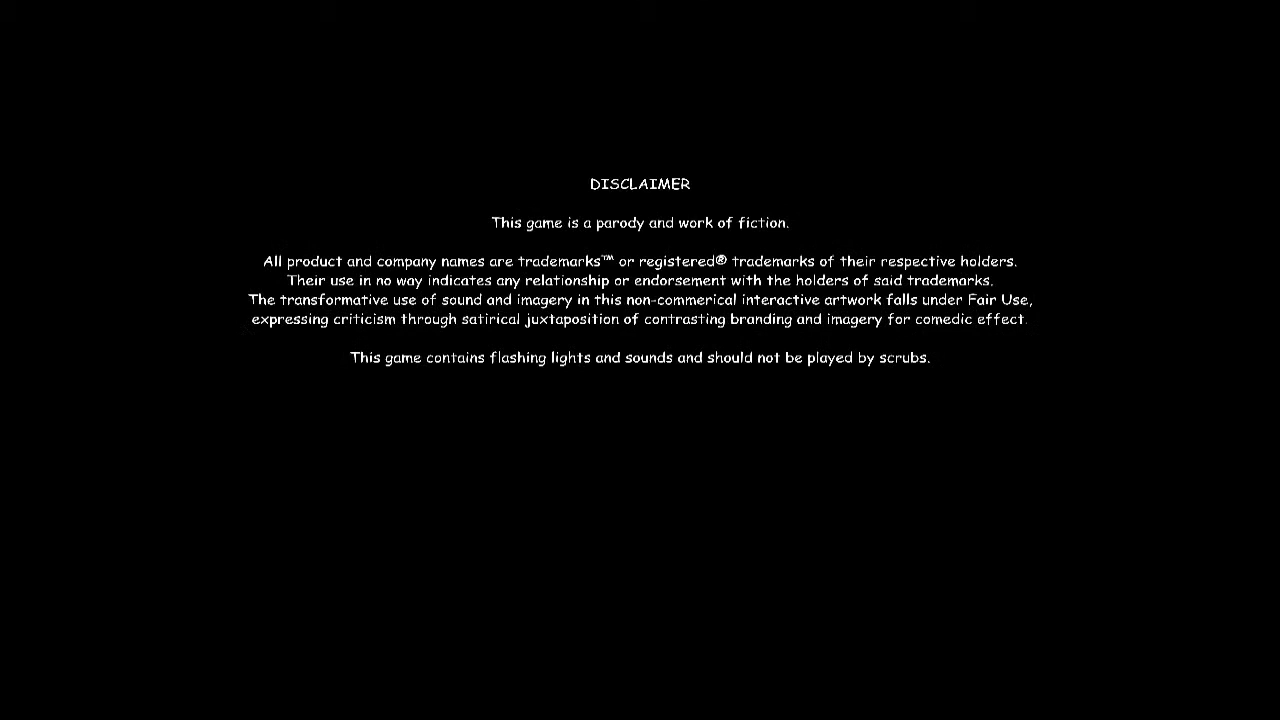 DISCLAIMER
This game is a parody and work of fiction.
All product and company names are trademarks™ or registered® trademarks of their respective holders.
Their use in no way indicates any relationship or endorsement with the holders of said trademarks.
The transformative use of sound and imagery in this non-commerical interactive artwork falls under Fair Use,
expressing criticism through satirical juxtaposition of contrasting branding and imagery for comedic effect.
This game contains flashing lights and sounds and should not be played by scrubs.